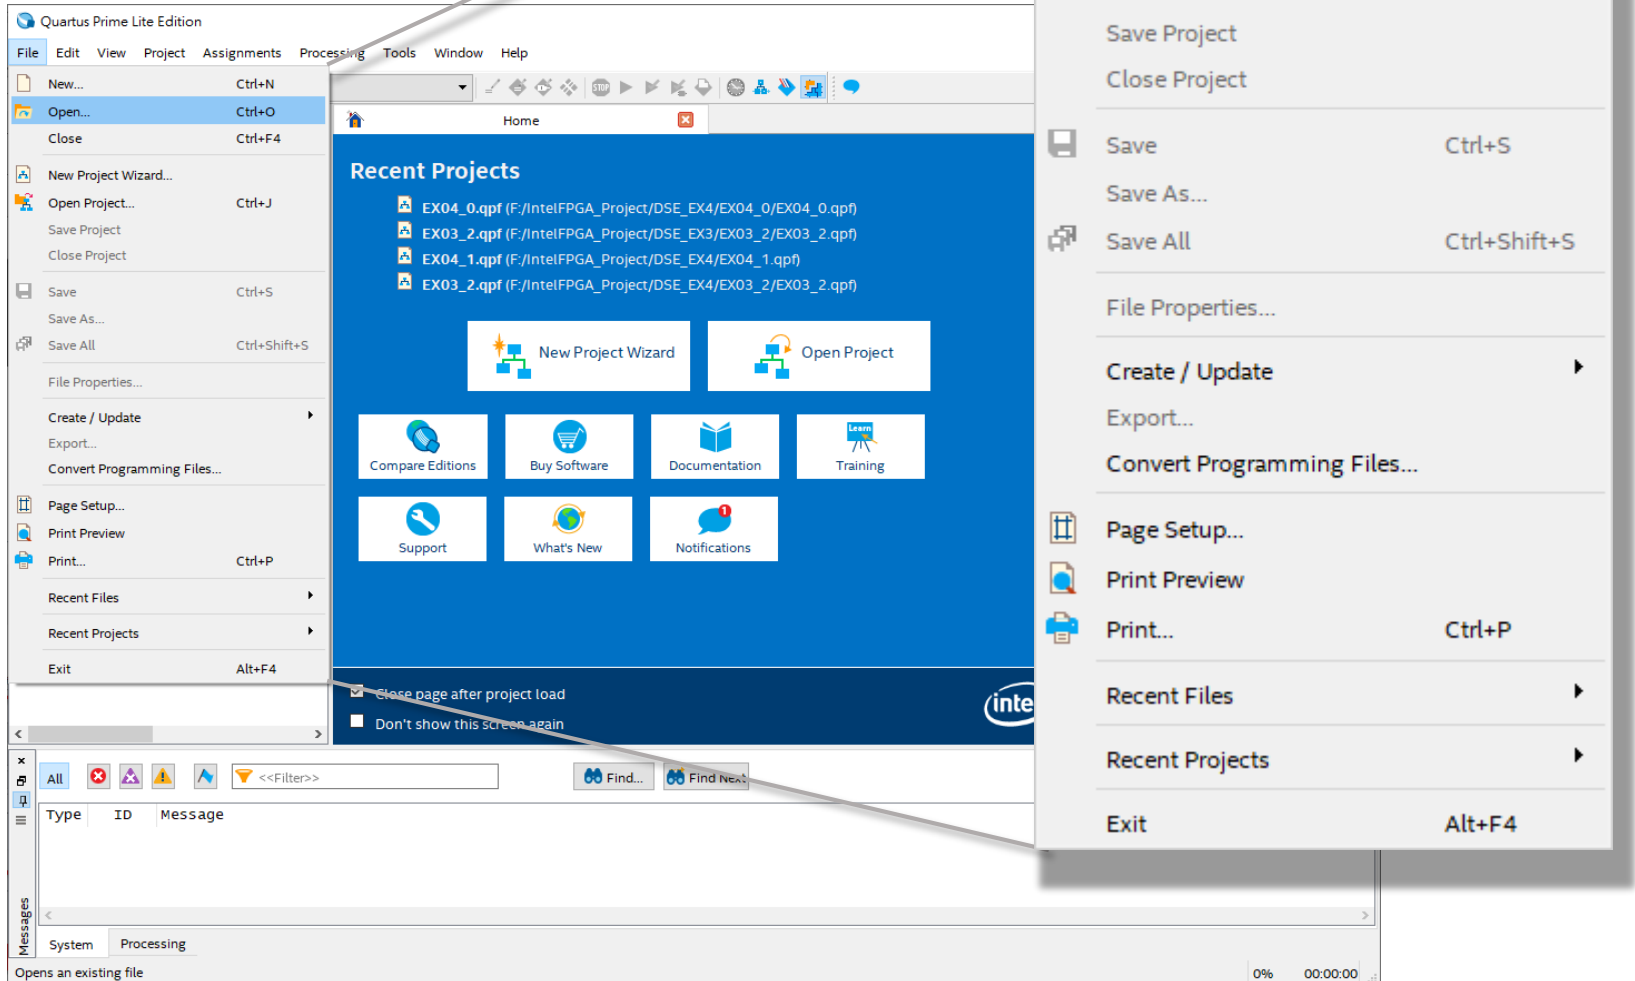 Quartus Prime Lite Edition
File Edit View Project Assignments Processing Tools Window Help
New... Ctrl+N
Open... Ctrl+O
Close Ctrl+F4
New Project Wizard...
Open Project... Ctrl+J
Save Project
Close Project
Save Ctrl+S
Save As...
Save All Ctrl+Shift+S
File Properties...
Create / Update
Export...
Convert Programming Files...
Page Setup...
Print Preview
Print... Ctrl+P
Recent Files
Recent Projects
Exit Alt+F4
STOP
Home
Recent Projects
EX04_0.qpf (F:/IntelFPGA_Project/DSE_EX4/EX04_0/EX04_0.qpf)
EX03_2.qpf (F:/IntelFPGA_Project/DSE_EX3/EX03_2/EX03_2.qpf)
EX04_1.qpf (F:/IntelFPGA_Project/DSE_EX4/EX04_1.qpf)
EX03_2.qpf (F:/IntelFPGA_Project/DSE_EX4/EX03_2/EX03_2.qpf)
New Project Wizard
Open Project
Compare Editions
Buy Software
Documentation
Learn
Training
Support
What's New
1
Notifications
Close page after project load
Don't show this screen again
inte
All
<<Filter>>
Find...
Find Next
Type ID Message
Messages
System Processing
Opens an existing file
0% 00:00:00
Save Project
Close Project
Save Ctrl+S
Save As...
Save All Ctrl+Shift+S
File Properties...
Create / Update
Export...
Convert Programming Files...
Page Setup...
Print Preview
Print... Ctrl+P
Recent Files
Recent Projects
Exit Alt+F4